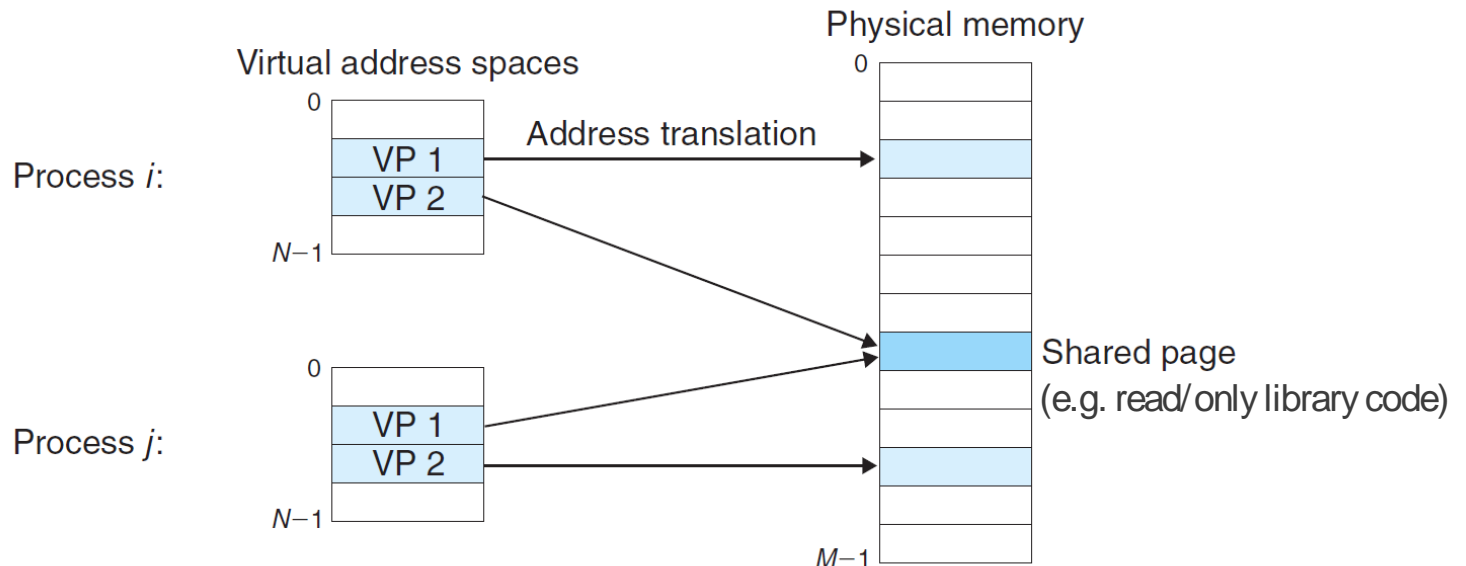 Physical memory
Virtual address spaces
0
0
Address translation
VP 1
Process i:
VP 2
N−1
Shared page
0
(e.g. read/only library code)
VP 1
Process j:
VP 2
N−1
M−1